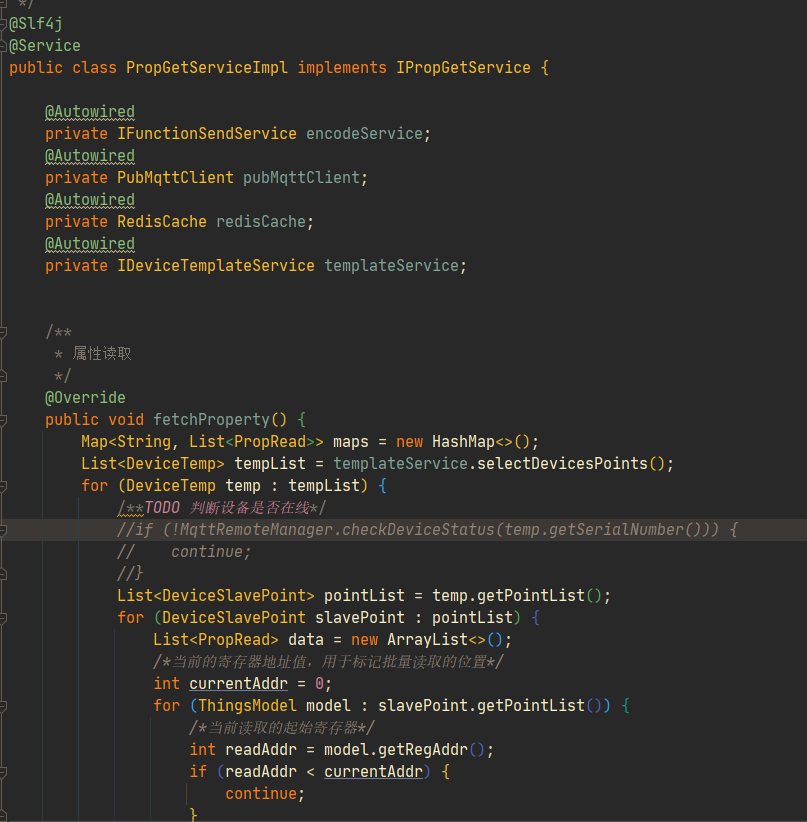 */
@Slf4j
@Service
public class PropGetServiceImpl implements IPropGetService {
@Autowired
private IFunctionSendService encodeService;
@Autowired
private PubMqttClient pubMqttClient;
@Autowired
private RedisCache redisCache;
@Autowired
private IDeviceTemplateService templateService;
/**
* 属性读取
*/
@Override
public void fetchProperty() {
Map<String, List<PropRead>> maps = new HashMap<>();
List<DeviceTemp> tempList = templateService.selectDevicesPoints();
for (DeviceTemp temp : tempList) {
/**TODO 判断设备是否在线*/
//if (!MqttRemoteManager.checkDeviceStatus(temp.getSerialNumber())) {
//    continue;
//}
List<DeviceSlavePoint> pointList = temp.getPointList();
for (DeviceSlavePoint slavePoint : pointList) {
List<PropRead> data = new ArrayList<>();
/*当前的寄存器地址值，用于标记批量读取的位置*/
int currentAddr = 0;
for (ThingsModel model : slavePoint.getPointList()) {
/*当前读取的起始寄存器*/
int readAddr = model.getRegAddr();
if (readAddr < currentAddr) {
continue;
}